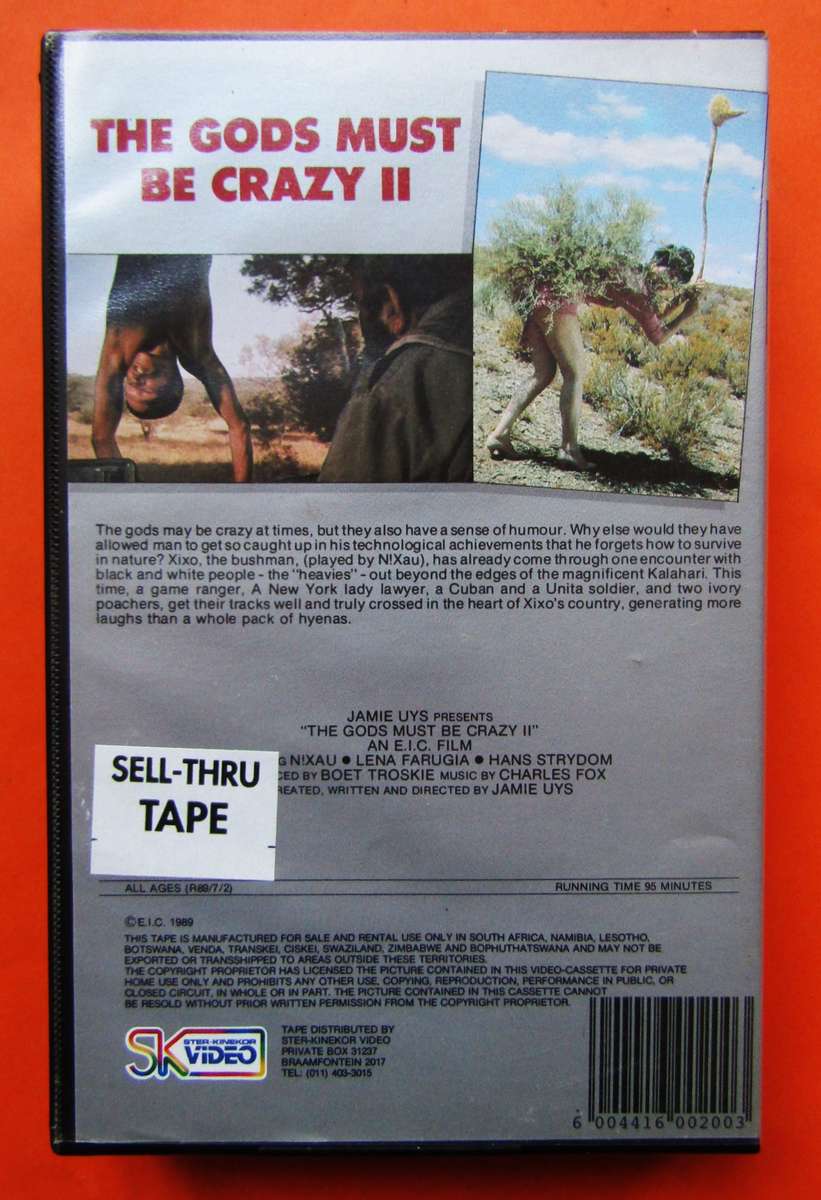 THE GODS MUST
BE CRAZY II
The gods may be crazy at times, but they also have a sense of humour. Why else would they have
allowed man to get so caught up in his technological achievements that he forgets how to survive
in nature? Xixo, the bushman, (played by N!Xau), has already come through one encounter with
black and white people - the "heavies" - out beyond the edges of the magnificent Kalahari. This
time, a game ranger, A New York lady lawyer, a Cuban and a Unita soldier, and two ivory
poachers, get their tracks well and truly crossed in the heart of Xixo's country, generating more
laughs than a whole pack of hyenas.
JAMIE UYS PRESENTS
"THE GODS MUST BE CRAZY II"
AN E.I.C. FILM
G N!XAU ● LENA FARUGIA ● HANS STRYDOM
CED BY BOET TROSKIE MUSIC BY CHARLES FOX
REATED, WRITTEN AND DIRECTED BY JAMIE UYS
SELL-THRU
TAPE
ALL AGES (R89/7/2) RUNNING TIME 95 MINUTES
©E.I.C. 1989
THIS TAPE IS MANUFACTURED FOR SALE AND RENTAL USE ONLY IN SOUTH AFRICA, NAMIBIA, LESOTHO,
BOTSWANA, VENDA, TRANSKEI, CISKEI, SWAZILAND, ZIMBABWE AND BOPHUTHATSWANA AND MAY NOT BE
EXPORTED OR TRANSSHIPPED TO AREAS OUTSIDE THESE TERRITORIES.
THE COPYRIGHT PROPRIETOR HAS LICENSED THE PICTURE CONTAINED IN THIS VIDEO-CASSETTE FOR PRIVATE
HOME USE ONLY AND PROHIBITS ANY OTHER USE, COPYING, REPRODUCTION, PERFORMANCE IN PUBLIC, OR
CLOSED CIRCUIT, IN WHOLE OR IN PART. THE PICTURE CONTAINED IN THIS CASSETTE CANNOT
BE RESOLD WITHOUT PRIOR WRITTEN PERMISSION FROM THE COPYRIGHT PROPRIETOR.
SK STER-KINEKOR
VIDEO
TAPE DISTRIBUTED BY
STER-KINEKOR VIDEO
PRIVATE BOX 31237
BRAAMFONTEIN 2017
TEL: (011) 403-3015
6 004416 002003